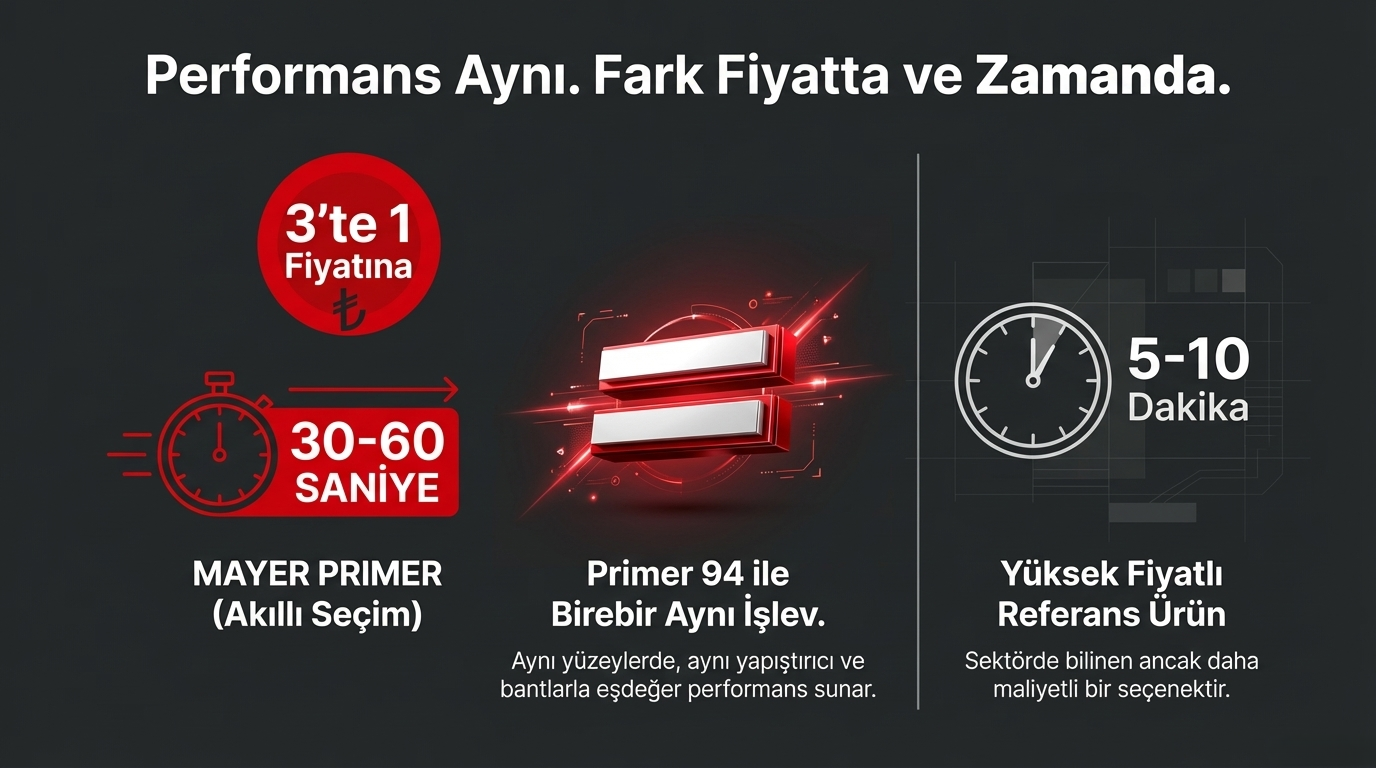 Performans Aynı. Fark Fiyatta ve Zamanda.
3’te 1
Fiyatına
₺
30-60
SANİYE
MAYER PRIMER
(Akıllı Seçim)
Primer 94 ile
Birebir Aynı İşlev.
Aynı yüzeylerde, aynı yapıştırıcı ve
bantlarla eşdeğer performans sunar.
5-10
Dakika
Yüksek Fiyatlı
Referans Ürün
Sektörde bilinen ancak daha
maliyetli bir seçenektir.